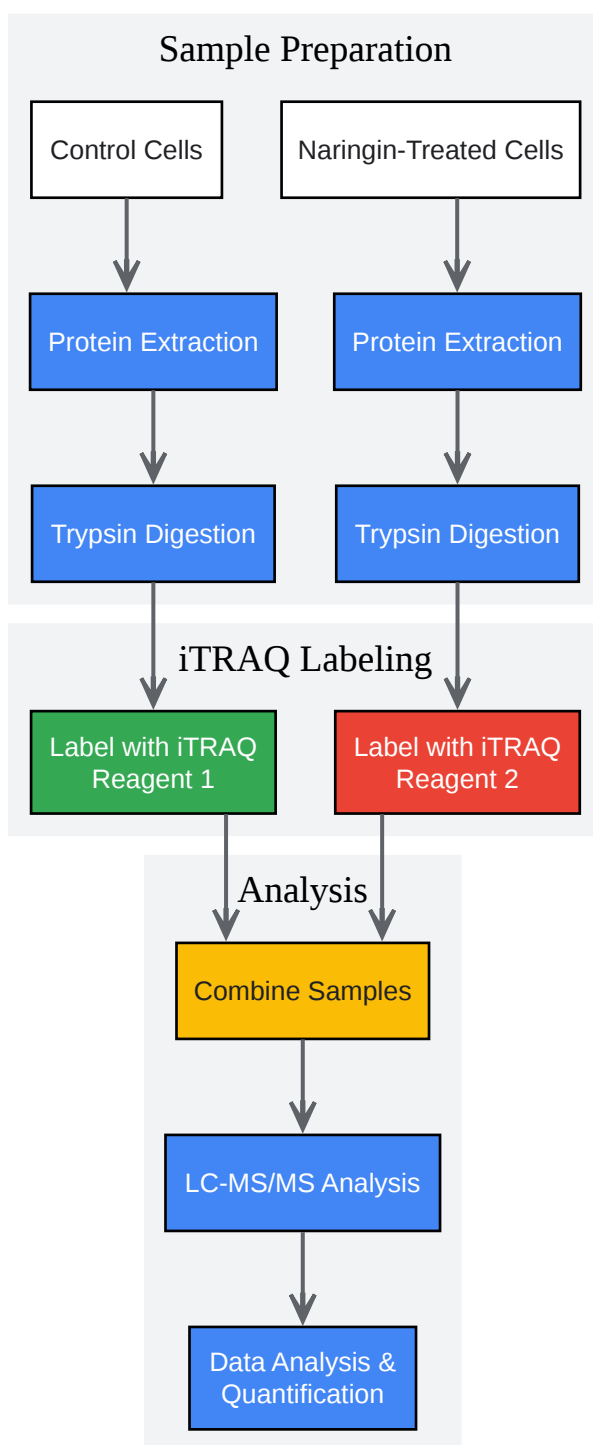 Sample Preparation
Control Cells
Naringin-Treated Cells
Protein Extraction
Protein Extraction
Trypsin Digestion
Trypsin Digestion
iTRAQ Labeling
Label with iTRAQ
Reagent 1
Label with iTRAQ
Reagent 2
Analysis
Combine Samples
LC-MS/MS Analysis
Data Analysis &
Quantification